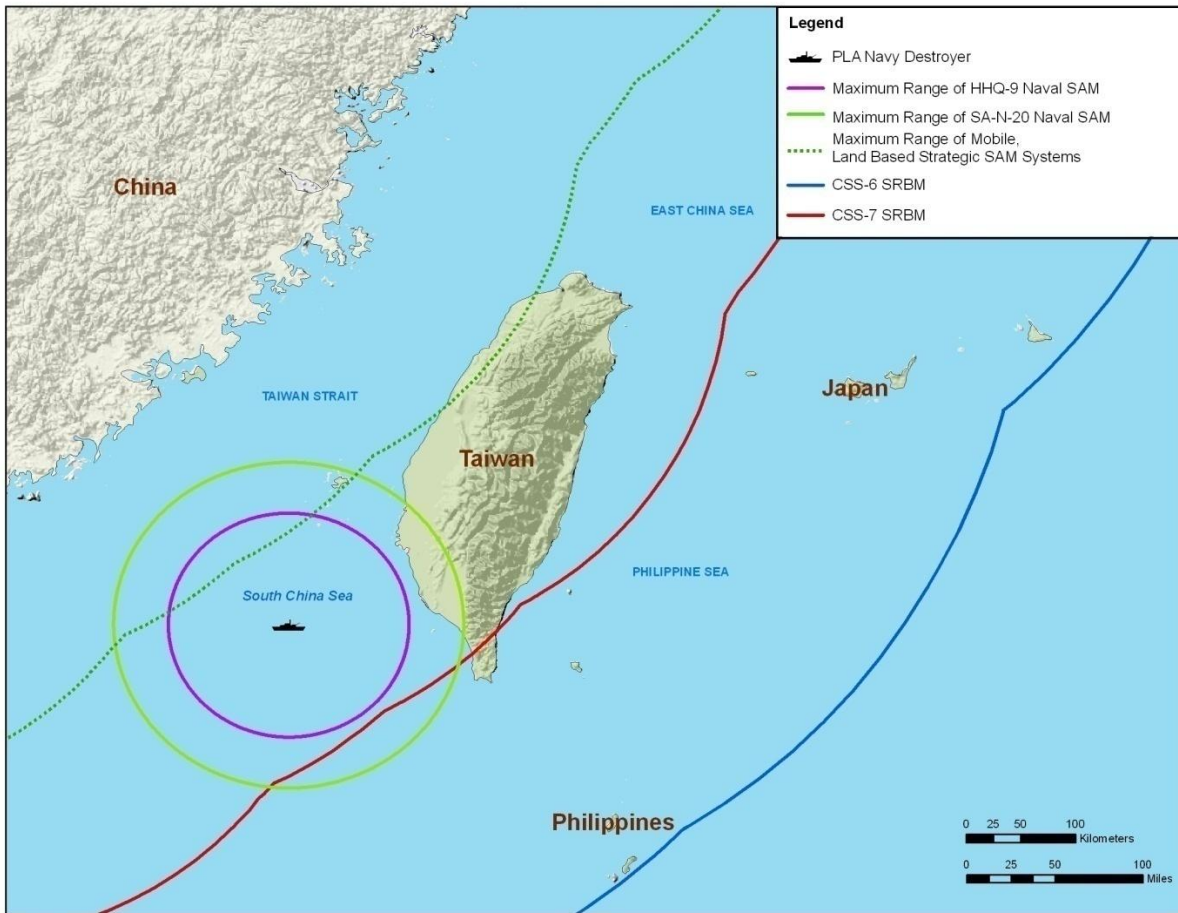 Legend
PLA Navy Destroyer
Maximum Range of HHQ-9 Naval SAM
Maximum Range of SA-N-20 Naval SAM
Maximum Range of Mobile,
Land Based Strategic SAM Systems
CSS-6 SRBM
CSS-7 SRBM
China
EAST CHINA SEA
TAIWAN STRAIT
Japan
Taiwan
PHILIPPINE SEA
South China Sea
Philippines
0 25 50 100
Kilometers
0 25 50 100
Miles